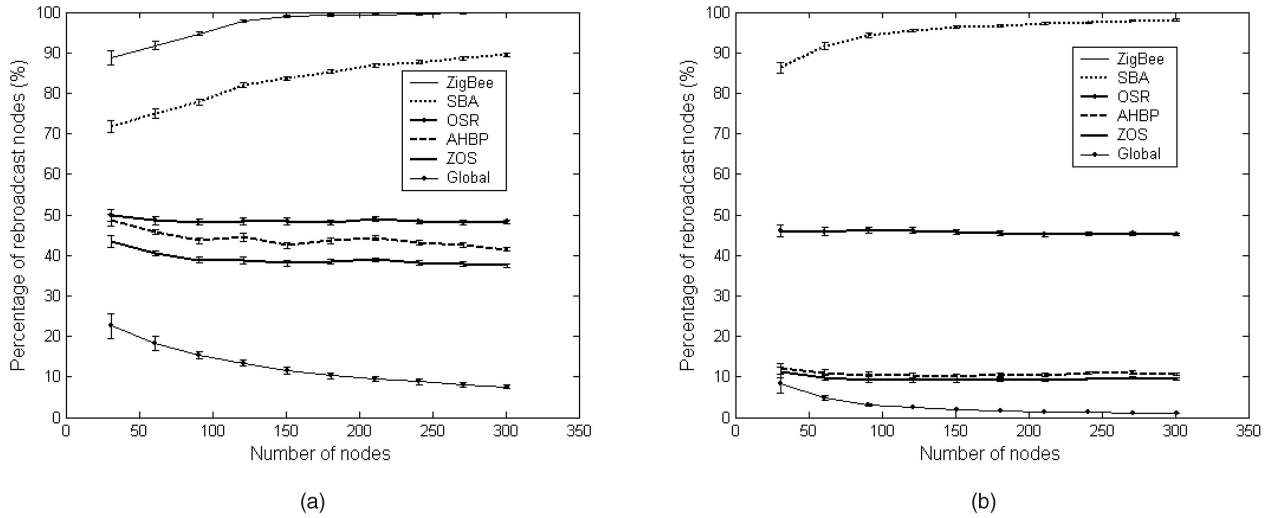 100
90
80
70
60
50
40
30
20
10
0
Percentage of rebroadcast nodes (%)
ZigBee
SBA
OSR
AHBP
ZOS
Global
0 50 100 150 200 250 300 350
Number of nodes
(a)
100
90
80
70
60
50
40
30
20
10
0
Percentage of rebroadcast nodes (%)
ZigBee
SBA
OSR
AHBP
ZOS
Global
0 50 100 150 200 250 300 350
Number of nodes
(b)